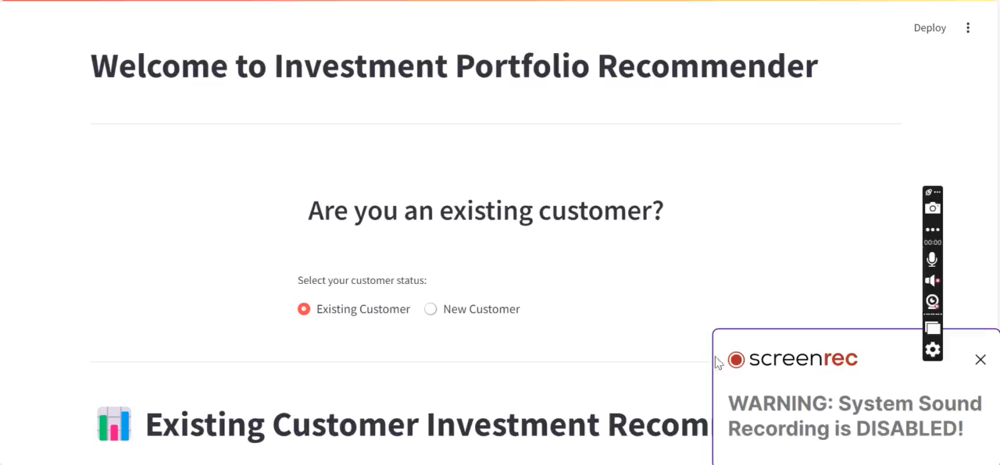 Deploy
Welcome to Investment Portfolio Recommender
Are you an existing customer?
Select your customer status:
Existing Customer
New Customer
00:00
screenrec
WARNING: System Sound
Recording is DISABLED!
Existing Customer Investment Recom